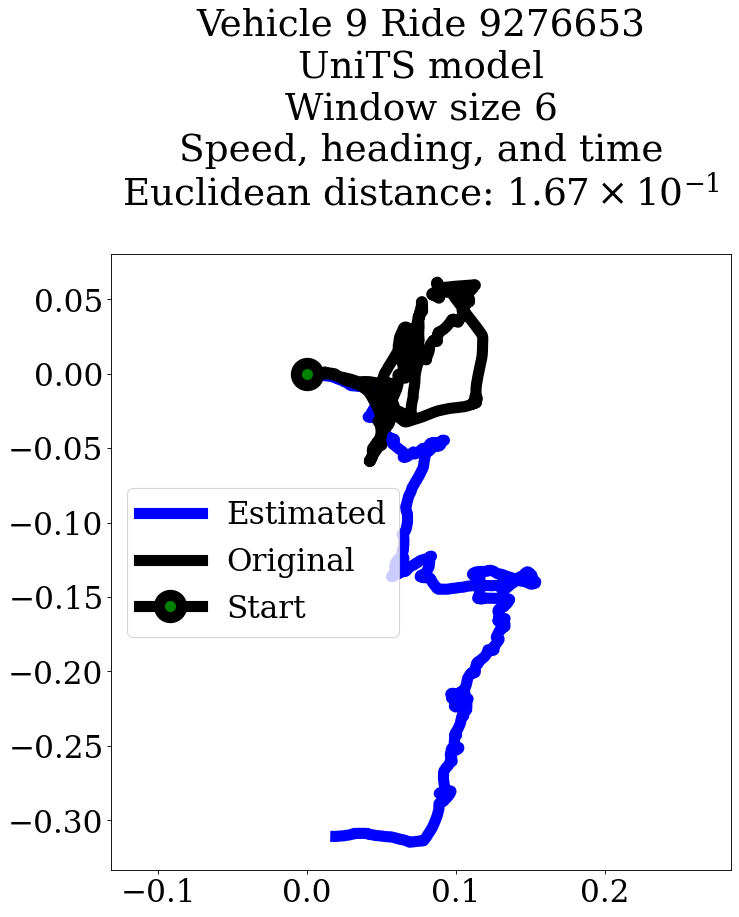 Vehicle 9 Ride 9276653
UniTS model
Window size 6
Speed, heading, and time
Euclidean distance: $1.67 \times 10^{-1}$
0.05
0.00
−0.05
−0.10
−0.15
−0.20
−0.25
−0.30
Estimated
Original
Start
−0.1
0.0
0.1
0.2